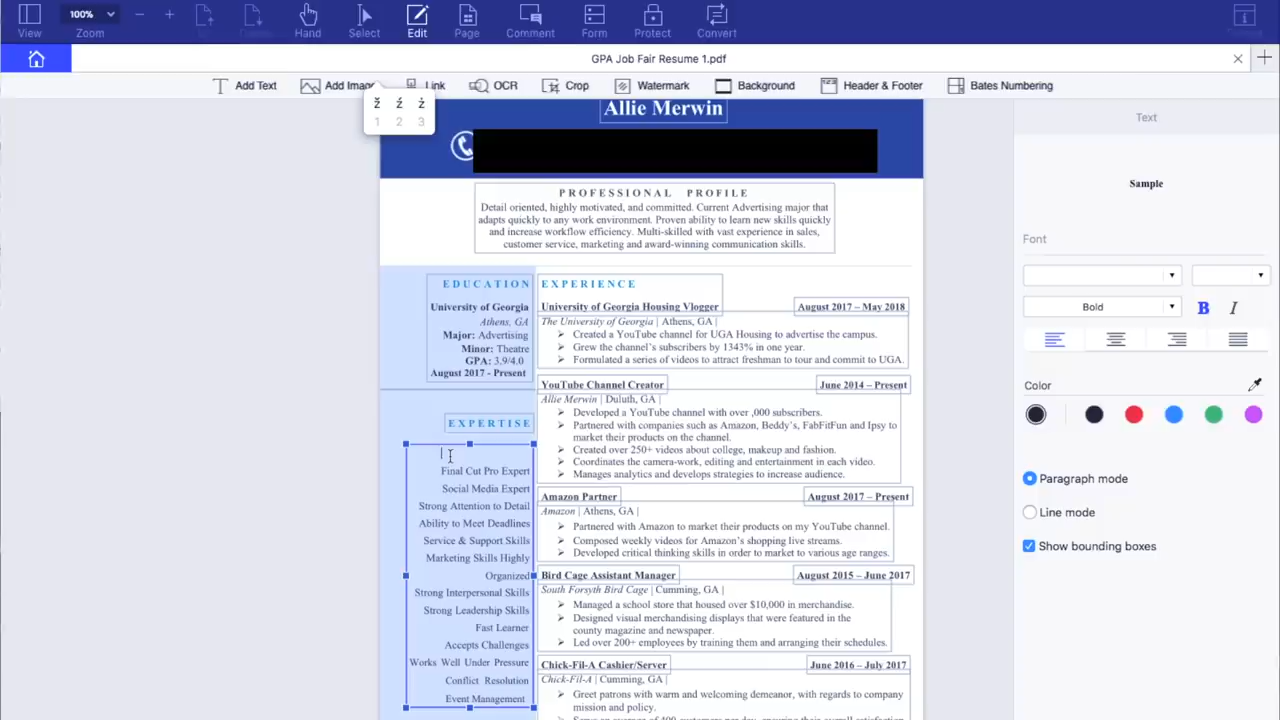 100%
View
Zoom
Hand
Select
Edit
Page
Comment
Form
Protect
Convert
GPA Job Fair Resume 1.pdf
Add Text
Add Image
Link
OCR
Crop
Watermark
Background
Header & Footer
Bates Numbering
ž ź ż
1 2 3
Allie Merwin
PROFESSIONAL PROFILE
Detail oriented, highly motivated, and committed. Current Advertising major that
adapts quickly to any work environment. Proven ability to learn new skills quickly
and increase workflow efficiency. Multi-skilled with vast experience in sales,
customer service, marketing and award-winning communication skills.
EDUCATION
University of Georgia
Athens, GA
Major: Advertising
Minor: Theatre
GPA: 3.9/4.0
August 2017 - Present
EXPERTISE
Final Cut Pro Expert
Social Media Expert
Strong Attention to Detail
Ability to Meet Deadlines
Service & Support Skills
Marketing Skills Highly
Organized
Strong Interpersonal Skills
Strong Leadership Skills
Fast Learner
Accepts Challenges
Works Well Under Pressure
Conflict Resolution
Event Management
EXPERIENCE
University of Georgia Housing Vlogger August 2017 – May 2018
The University of Georgia | Athens, GA |
➢ Created a YouTube channel for UGA Housing to advertise the campus.
➢ Grew the channel's subscribers by 1343% in one year.
➢ Formulated a series of videos to attract freshman to tour and commit to UGA.
YouTube Channel Creator June 2014 – Present
Allie Merwin | Duluth, GA |
➢ Developed a YouTube channel with over ,000 subscribers.
➢ Partnered with companies such as Amazon, Beddy's, FabFitFun and Ipsy to
market their products on the channel.
➢ Created over 250+ videos about college, makeup and fashion.
➢ Coordinates the camera-work, editing and entertainment in each video.
➢ Manages analytics and develops strategies to increase audience.
Amazon Partner August 2017 – Present
Amazon | Athens, GA |
➢ Partnered with Amazon to market their products on my YouTube channel.
➢ Composed weekly videos for Amazon's shopping live streams.
➢ Developed critical thinking skills in order to market to various age ranges.
Bird Cage Assistant Manager August 2015 – June 2017
South Forsyth Bird Cage | Cumming, GA |
➢ Managed a school store that housed over $10,000 in merchandise.
➢ Designed visual merchandising displays that were featured in the
county magazine and newspaper.
➢ Led over 200+ employees by training them and arranging their schedules.
Chick-Fil-A Cashier/Server June 2016 – July 2017
Chick-Fil-A | Cumming, GA |
➢ Greet patrons with warm and welcoming demeanor, with regards to company
mission and policy.
Text
Sample
Font
Bold
B I
Color
Paragraph mode
Line mode
Show bounding boxes